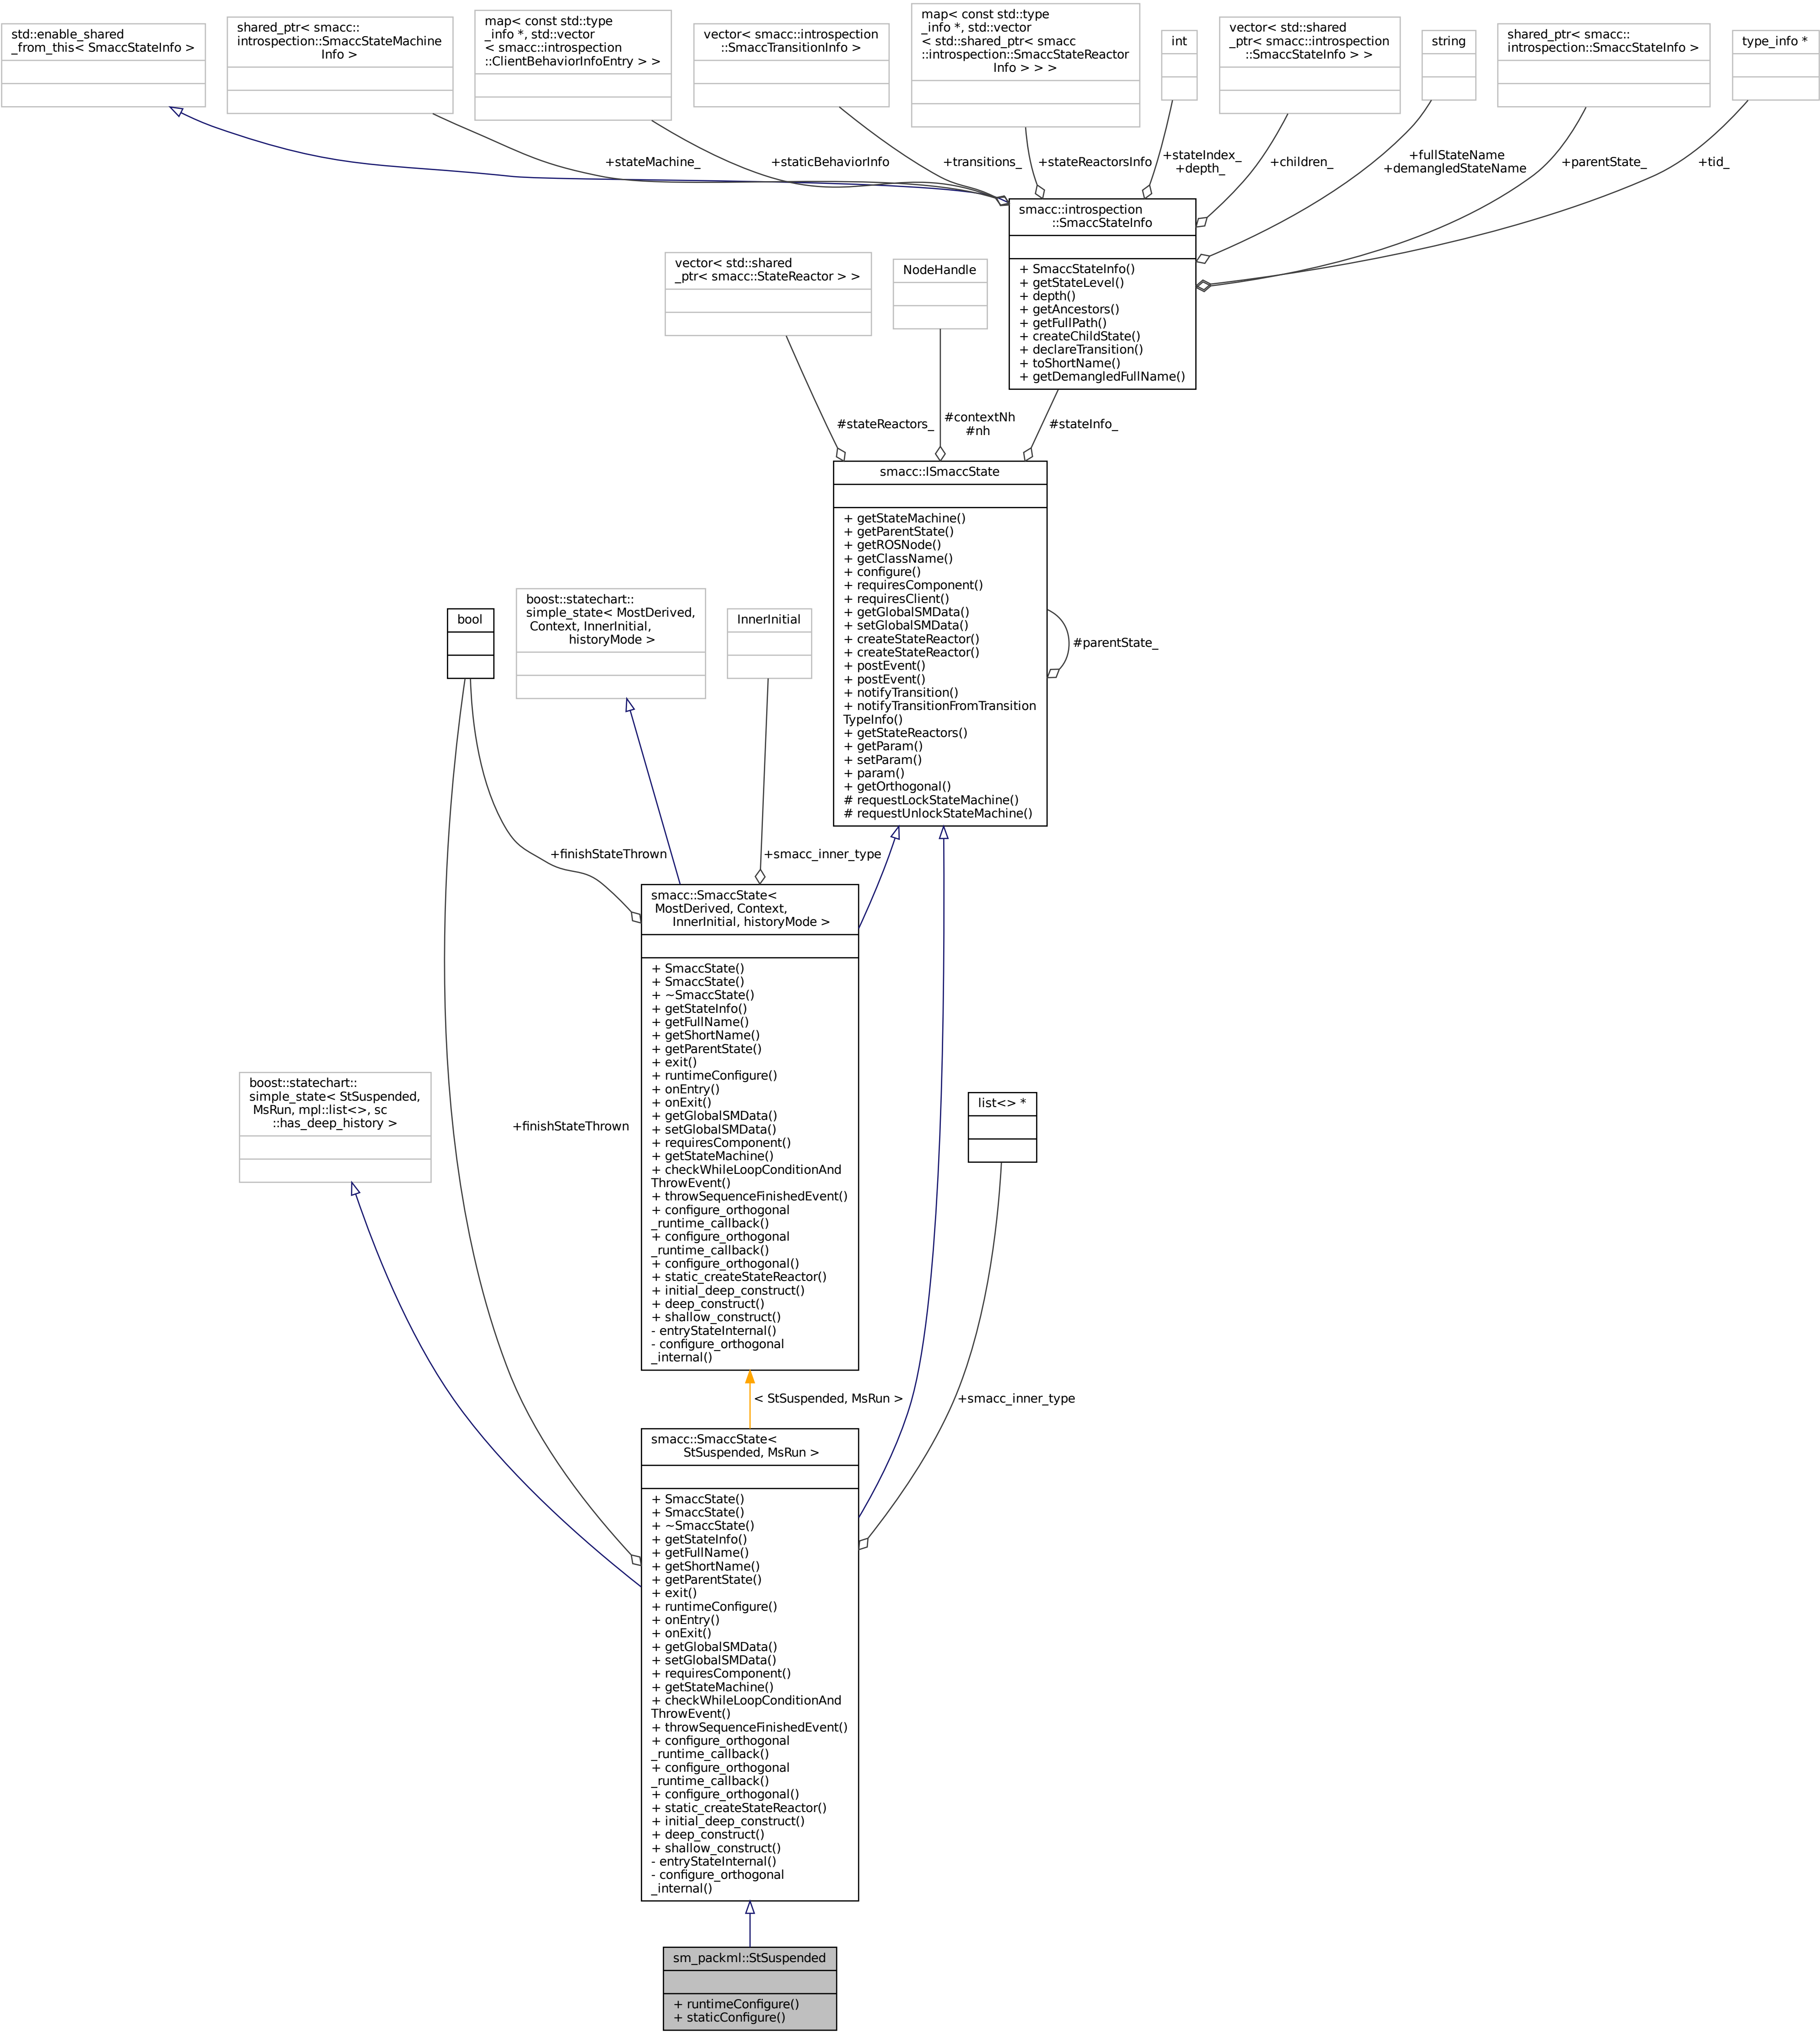 std::enable_shared
_from_this< SmaccStateInfo >
shared_ptr< smacc::
introspection::SmaccStateMachine
Info >
map< const std::type
_info *, std::vector
< smacc::introspection
::ClientBehaviorInfoEntry > >
vector< smacc::introspection
::SmaccTransitionInfo >
map< const std::type
_info *, std::vector
< std::shared_ptr< smacc
::introspection::SmaccStateReactor
Info > > >
int
vector< std::shared
_ptr< smacc::introspection
::SmaccStateInfo > >
string
shared_ptr< smacc::
introspection::SmaccStateInfo >
type_info *
+stateMachine_
+staticBehaviorInfo
+transitions_
+stateReactorsInfo
+stateIndex_
+depth_
+children_
+fullStateName
+demangledStateName
+parentState_
+tid_
smacc::introspection
::SmaccStateInfo
+ SmaccStateInfo()
+ getStateLevel()
+ depth()
+ getAncestors()
+ getFullPath()
+ createChildState()
+ declareTransition()
+ toShortName()
+ getDemangledFullName()
vector< std::shared
_ptr< smacc::StateReactor > >
NodeHandle
#stateReactors_
#contextNh
#nh
#stateInfo_
smacc::ISmaccState
+ getStateMachine()
+ getParentState()
+ getROSNode()
+ getClassName()
+ configure()
+ requiresComponent()
+ requiresClient()
+ getGlobalSMData()
+ setGlobalSMData()
+ createStateReactor()
+ createStateReactor()
+ postEvent()
+ postEvent()
+ notifyTransition()
+ notifyTransitionFromTransition
TypeInfo()
+ getStateReactors()
+ getParam()
+ setParam()
+ param()
+ getOrthogonal()
# requestLockStateMachine()
# requestUnlockStateMachine()
#parentState_
bool
boost::statechart::
simple_state< MostDerived,
Context, InnerInitial,
historyMode >
InnerInitial
+finishStateThrown
+smacc_inner_type
smacc::SmaccState<
MostDerived, Context,
InnerInitial, historyMode >
+ SmaccState()
+ SmaccState()
+ ~SmaccState()
+ getStateInfo()
+ getFullName()
+ getShortName()
+ getParentState()
+ exit()
+ runtimeConfigure()
+ onEntry()
+ onExit()
+ getGlobalSMData()
+ setGlobalSMData()
+ requiresComponent()
+ getStateMachine()
+ checkWhileLoopConditionAnd
ThrowEvent()
+ throwSequenceFinishedEvent()
+ configure_orthogonal
_runtime_callback()
+ configure_orthogonal
_runtime_callback()
+ configure_orthogonal()
+ static_createStateReactor()
+ initial_deep_construct()
+ deep_construct()
+ shallow_construct()
- entryStateInternal()
- configure_orthogonal
_internal()
boost::statechart::
simple_state< StSuspended,
MsRun, mpl::list<>, sc
::has_deep_history >
+finishStateThrown
list<> *
< StSuspended, MsRun >
+smacc_inner_type
smacc::SmaccState<
StSuspended, MsRun >
+ SmaccState()
+ SmaccState()
+ ~SmaccState()
+ getStateInfo()
+ getFullName()
+ getShortName()
+ getParentState()
+ exit()
+ runtimeConfigure()
+ onEntry()
+ onExit()
+ getGlobalSMData()
+ setGlobalSMData()
+ requiresComponent()
+ getStateMachine()
+ checkWhileLoopConditionAnd
ThrowEvent()
+ throwSequenceFinishedEvent()
+ configure_orthogonal
_runtime_callback()
+ configure_orthogonal
_runtime_callback()
+ configure_orthogonal()
+ static_createStateReactor()
+ initial_deep_construct()
+ deep_construct()
+ shallow_construct()
- entryStateInternal()
- configure_orthogonal
_internal()
sm_packml::StSuspended
+ runtimeConfigure()
+ staticConfigure()